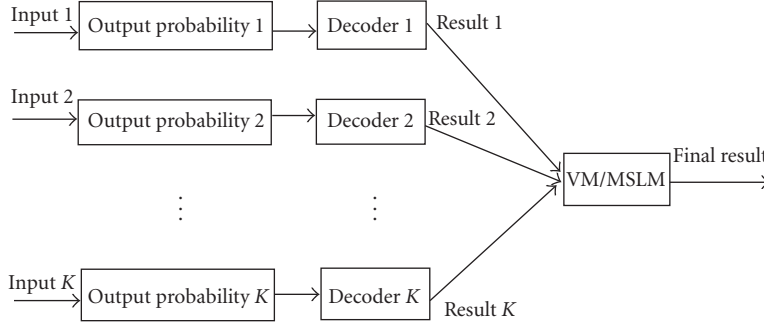 Input 1
Output probability 1
Decoder 1
Result 1
Input 2
Output probability 2
Decoder 2
Result 2
VM/MSLM
Final result
⋮
⋮
Input K
Output probability K
Decoder K
Result K